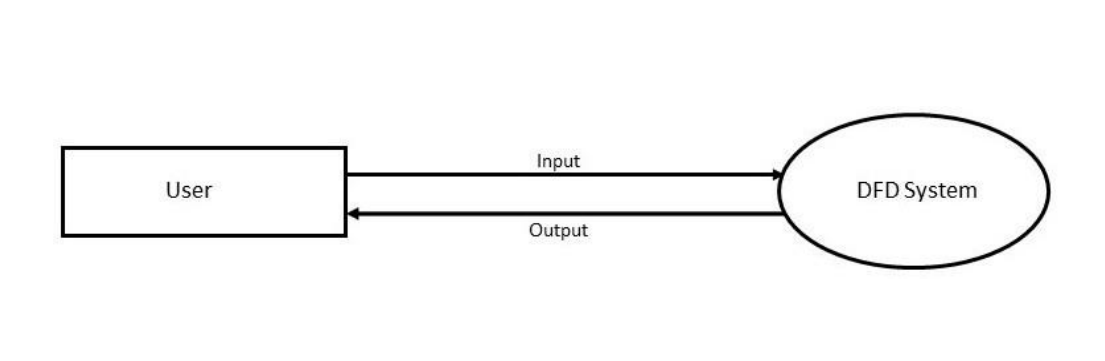 Input
User
DFD System
Output